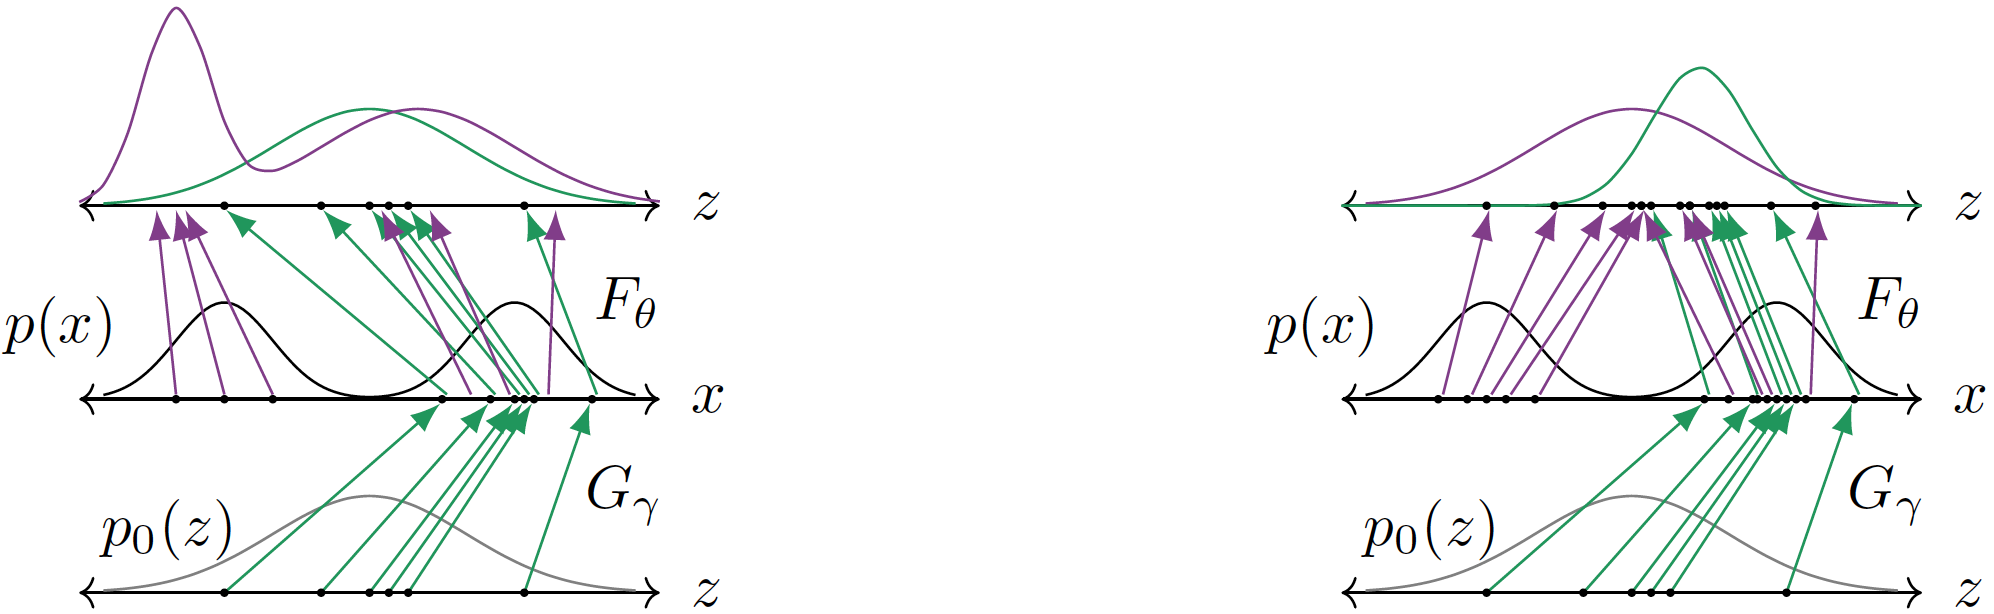 z
z
F_θ
F_θ
p(x)
p(x)
x
x
G_γ
G_γ
p_0(z)
p_0(z)
z
z